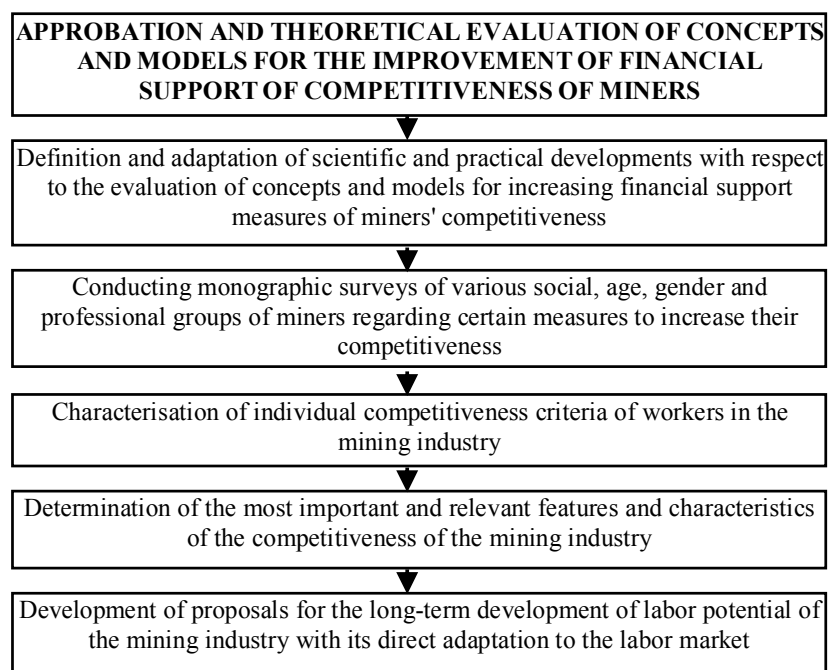 APPROBATION AND THEORETICAL EVALUATION OF CONCEPTS
AND MODELS FOR THE IMPROVEMENT OF FINANCIAL
SUPPORT OF COMPETITIVENESS OF MINERS
Definition and adaptation of scientific and practical developments with respect
to the evaluation of concepts and models for increasing financial support
measures of miners' competitiveness
Conducting monographic surveys of various social, age, gender and
professional groups of miners regarding certain measures to increase their
competitiveness
Characterisation of individual competitiveness criteria of workers in the
mining industry
Determination of the most important and relevant features and characteristics
of the competitiveness of the mining industry
Development of proposals for the long-term development of labor potential of
the mining industry with its direct adaptation to the labor market